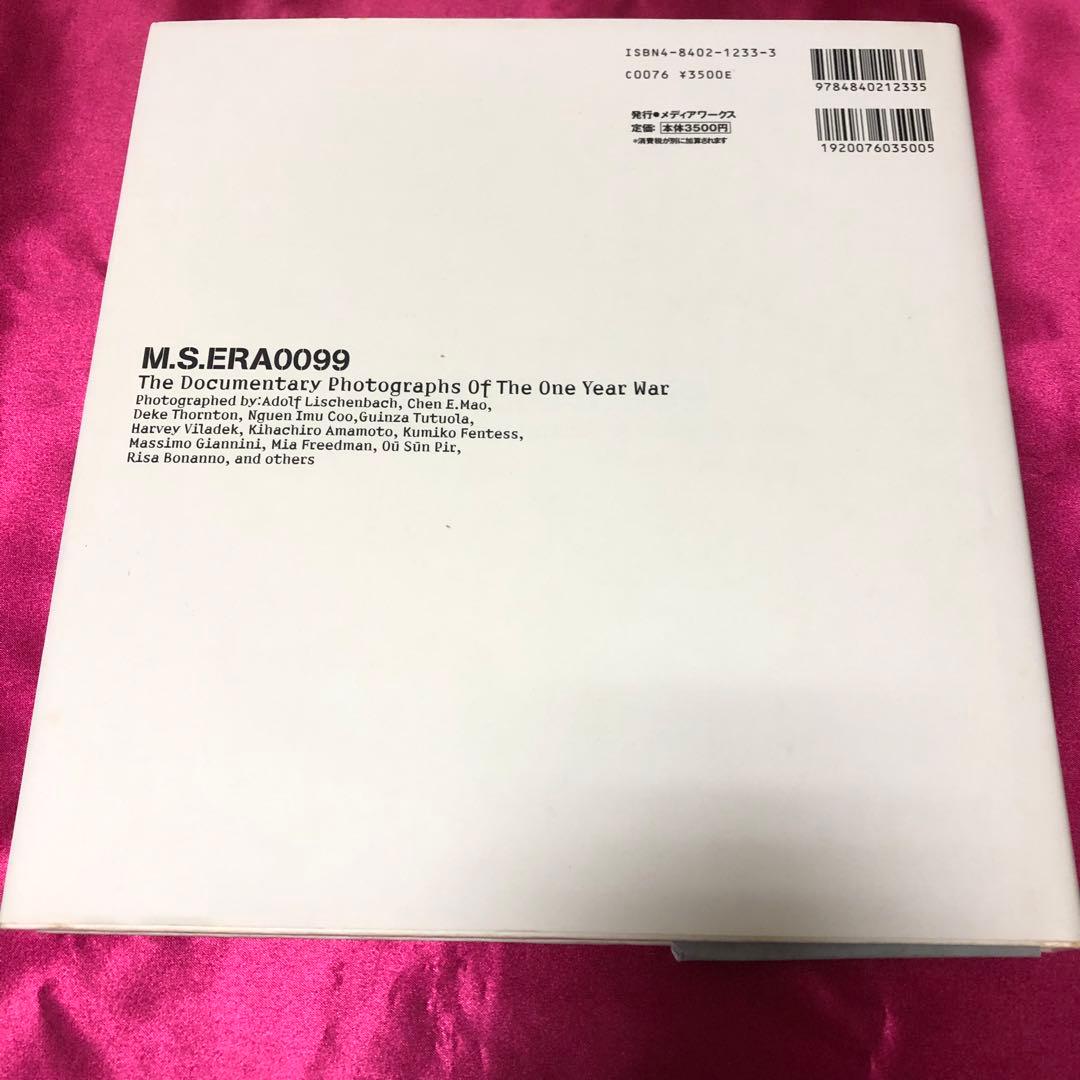 ISBN4-8402-1233-3
C0076 ¥3500E
9784840212335
発行●メディアワークス
定価: 本体3500円
*消費税が別に加算されます
1920076035005
M.S.ERA0099
The Documentary Photographs Of The One Year War
Photographed by:Adolf Lischenbach, Chen E.Mao,
Deke Thornton, Nguen Imu Coo,Guinza Tutuola,
Harvey Viladek, Kihachiro Amamoto, Kumiko Fentess,
Massimo Giannini, Mia Freedman, Oū Sūn Pir,
Risa Bonanno, and others